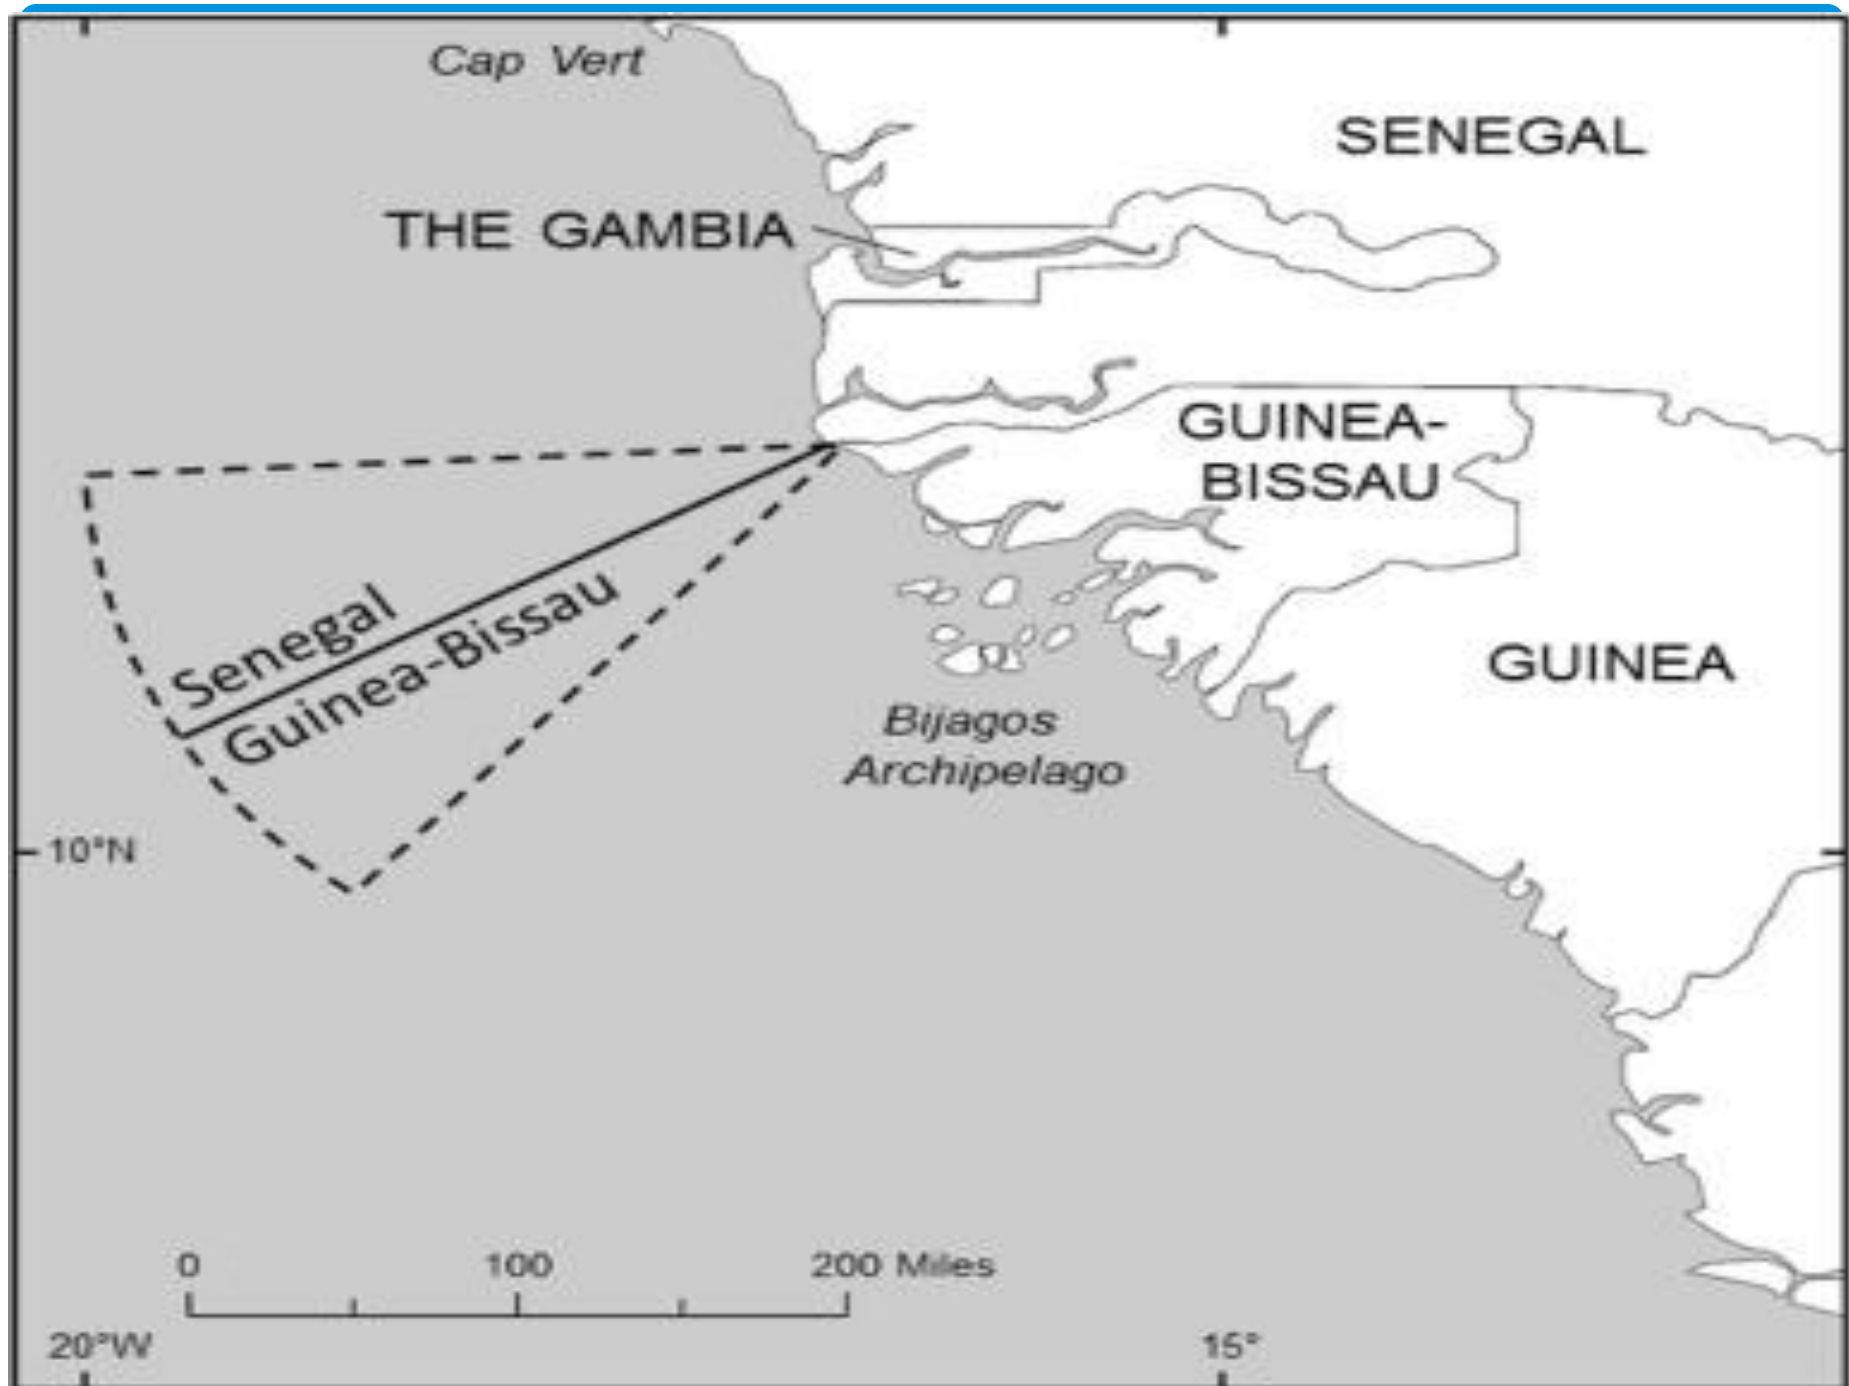 Cap Vert
SENEGAL
THE GAMBIA
GUINEA-
BISSAU
Senegal
Guinea-Bissau
GUINEA
Bijagos
Archipelago
10°N
0 100 200 Miles
20°W 15°